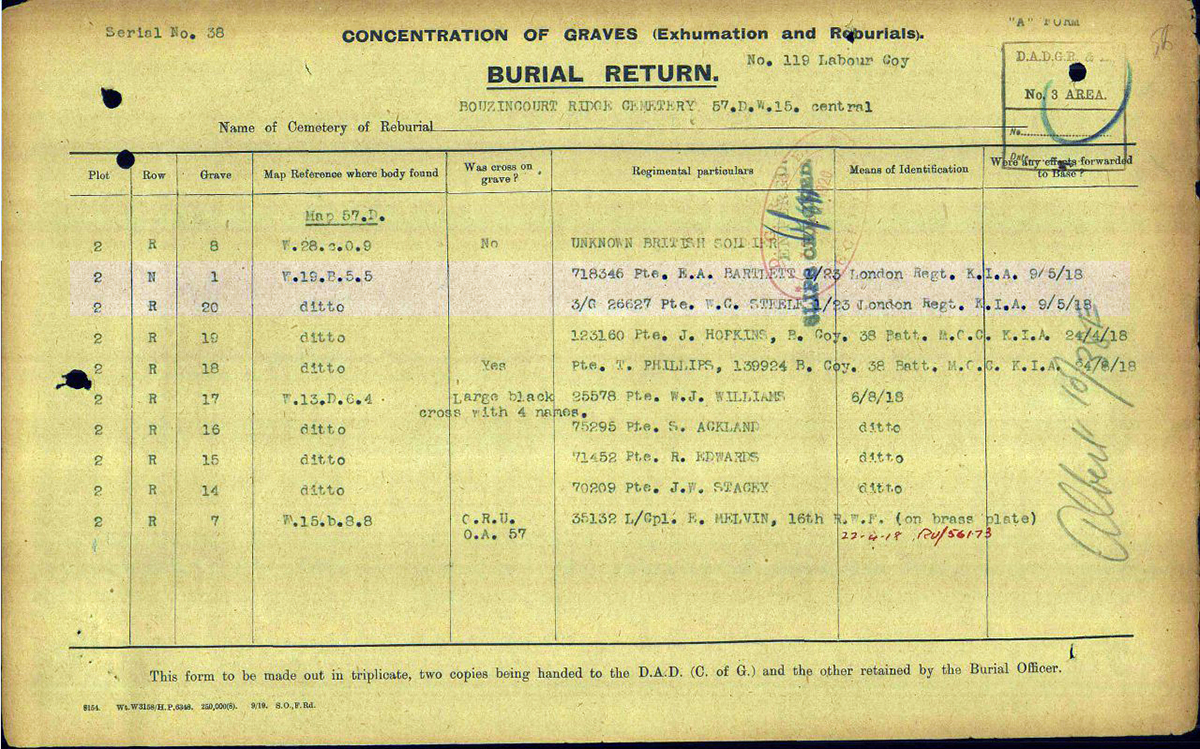 Serial No. 38
"A" FORM
56
CONCENTRATION OF GRAVES (Exhumation and Reburials).
No. 119 Labour Coy
BURIAL RETURN.
D.A.D.G.R. &
No. 3 AREA.
No.
Date
BOUZINCOURT RIDGE CEMETERY 57.D.W.15. central
Name of Cemetery of Reburial
Plot Row Grave Map Reference where body found Was cross on grave? Regimental particulars Means of Identification Were any effects forwarded to Base?
Map 57.D.
2 R 8 W.28.c.0.9 No UNKNOWN BRITISH SOLDIER
2 N 1 W.19.B.5.5 718346 Pte. E.A. BARTLETT 1/23 London Regt. K.I.A. 9/5/18
2 R 20 ditto 3/G 26627 Pte. W.C. STEELE 1/23 London Regt. K.I.A. 9/5/18
2 R 19 ditto 123160 Pte. J. HOPKINS, B. Coy. 38 Batt. M.G.C. K.I.A. 24/4/18
2 R 18 ditto Yes Pte. T. PHILLIPS, 139924 B. Coy. 38 Batt. M.G.C. K.I.A. 24/8/18
2 R 17 W.13.D.6.4 Large black 25578 Pte. W.J. WILLIAMS 6/8/18
cross with 4 names.
2 R 16 ditto 75295 Pte. S. ACKLAND ditto
2 R 15 ditto 71452 Pte. R. EDWARDS ditto
2 R 14 ditto 70209 Pte. J.W. STACEY ditto
2 R 7 W.15.b.8.8 C.R.U. 35132 L/Cpl. E. MELVIN, 16th R.W.F. (on brass plate)
O.A. 57 22-4-18 RU/56173
Albert
This form to be made out in triplicate, two copies being handed to the D.A.D. (C. of G.) and the other retained by the Burial Officer.
8154. Wt.W3158/H.P.6348. 250,000(8). 9/19. S.O.,F.Rd.